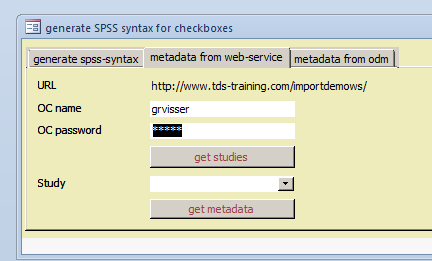 generate SPSS syntax for checkboxes
generate spss-syntax metadata from web-service metadata from odm
URL http://www.tds-training.com/importdemows/
OC name grvisser
OC password *****
get studies
Study
get metadata